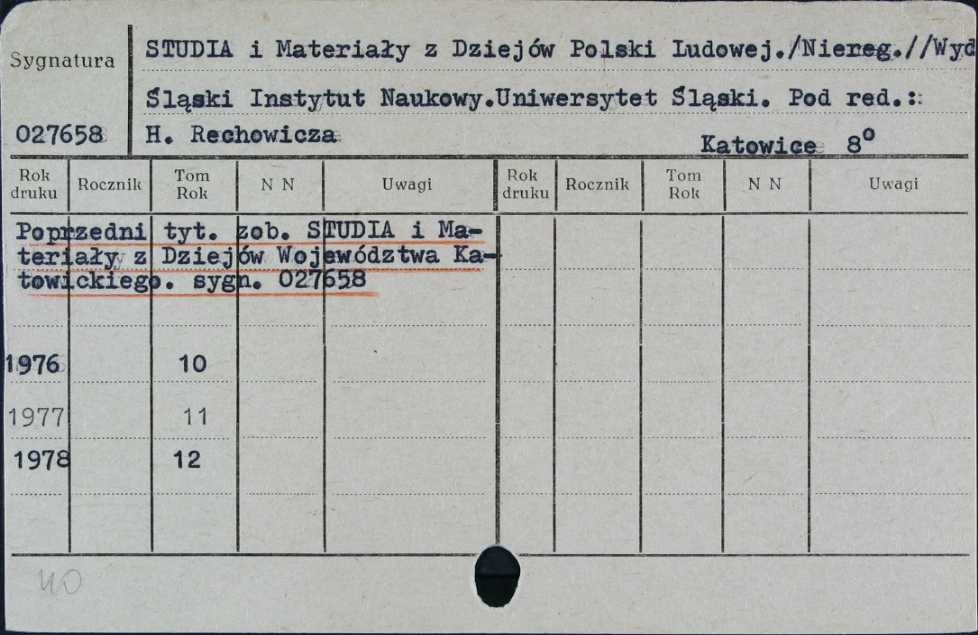 STUDIA i Materiały z Dziejów Polski Ludowej./Niereg.//Wyd
Sygnatura
Śląski Instytut Naukowy.Uniwersytet Śląski. Pod red.:
027658 H. Rechowicza
Katowice 8°
Rok druku Rocznik Tom Rok N N Uwagi Rok druku Rocznik Tom Rok N N Uwagi
Poprzedni tyt. zob. STUDIA i Ma-
teriały z Dziejów Województwa Ka-
towickiego. sygn. 027658
1976 10
1977 11
1978 12
40